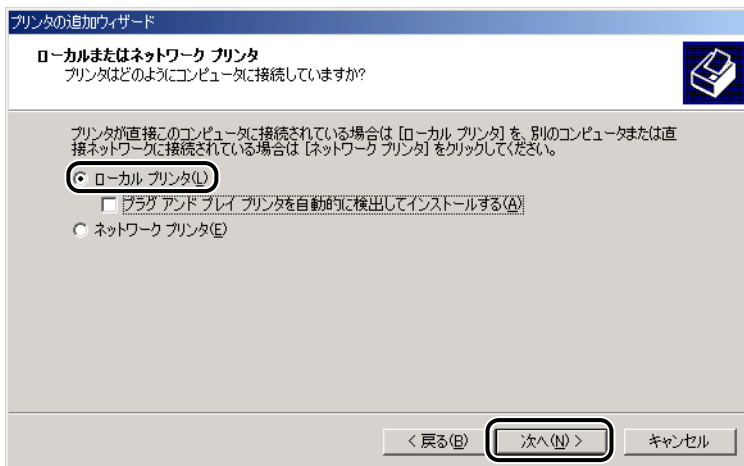 プリンタの追加ウィザード
ローカルまたはネットワーク プリンタ
プリンタはどのようにコンピュータに接続していますか?
プリンタが直接このコンピュータに接続されている場合は [ローカル プリンタ] を、別のコンピュータまたは直
接ネットワークに接続されている場合は [ネットワーク プリンタ] をクリックしてください。
ローカル プリンタ(L)
プラグ アンド プレイ プリンタを自動的に検出してインストールする(A)
ネットワーク プリンタ(E)
< 戻る(B) 次へ(N) > キャンセル